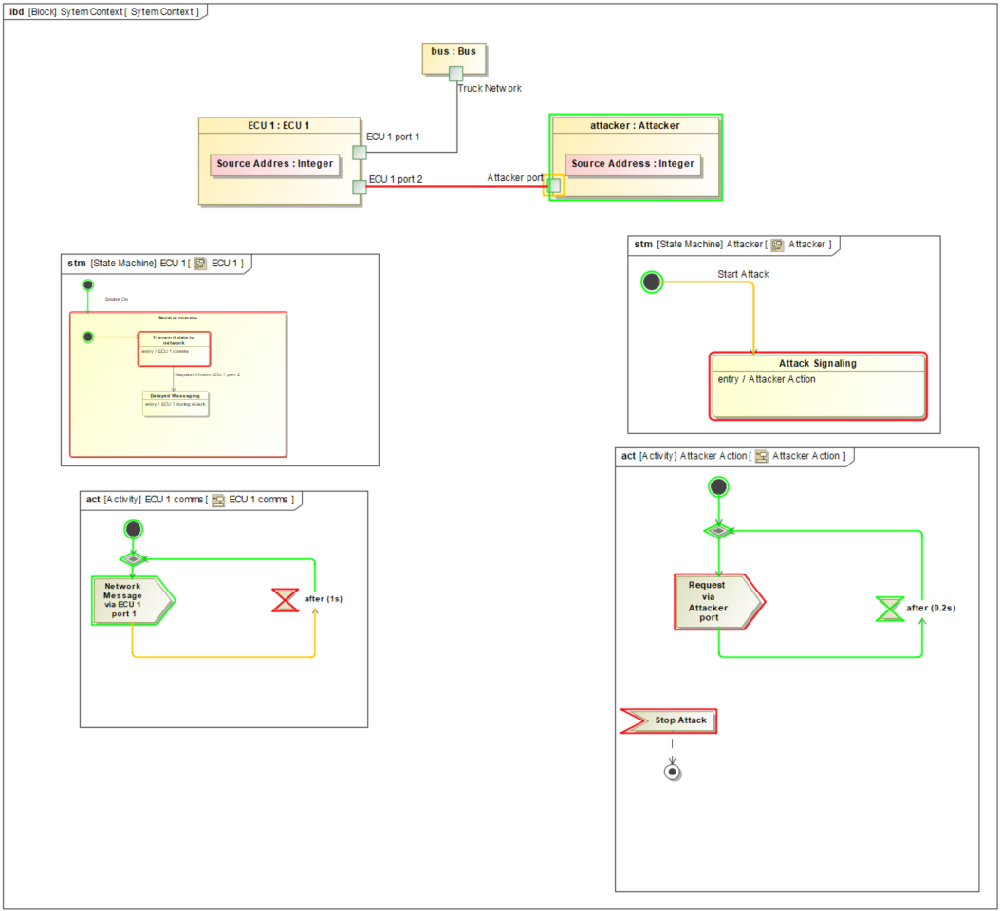 ibd [Block] SytemContext[ SytemContext ]
bus : Bus
Truck Network
ECU 1 : ECU 1
ECU 1 port 1
Source Addres : Integer
ECU 1 port 2
attacker : Attacker
Source Address : Integer
Attacker port
stm [State Machine] ECU 1[ ECU 1 ]
Engine On
Normal comms
Transmit data to
network
entry / ECU 1 comms
Delayed Messaging
entry / ECU 1 during attack
stm [State Machine] Attacker[ Attacker ]
Start Attack
Attack Signaling
entry / Attacker Action
act [Activity] ECU 1 comms[ ECU 1 comms ]
Network
Message
via ECU 1
port 1
after (1s)
act [Activity] Attacker Action[ Attacker Action ]
Request
via
Attacker
port
after (0.2s)
Stop Attack